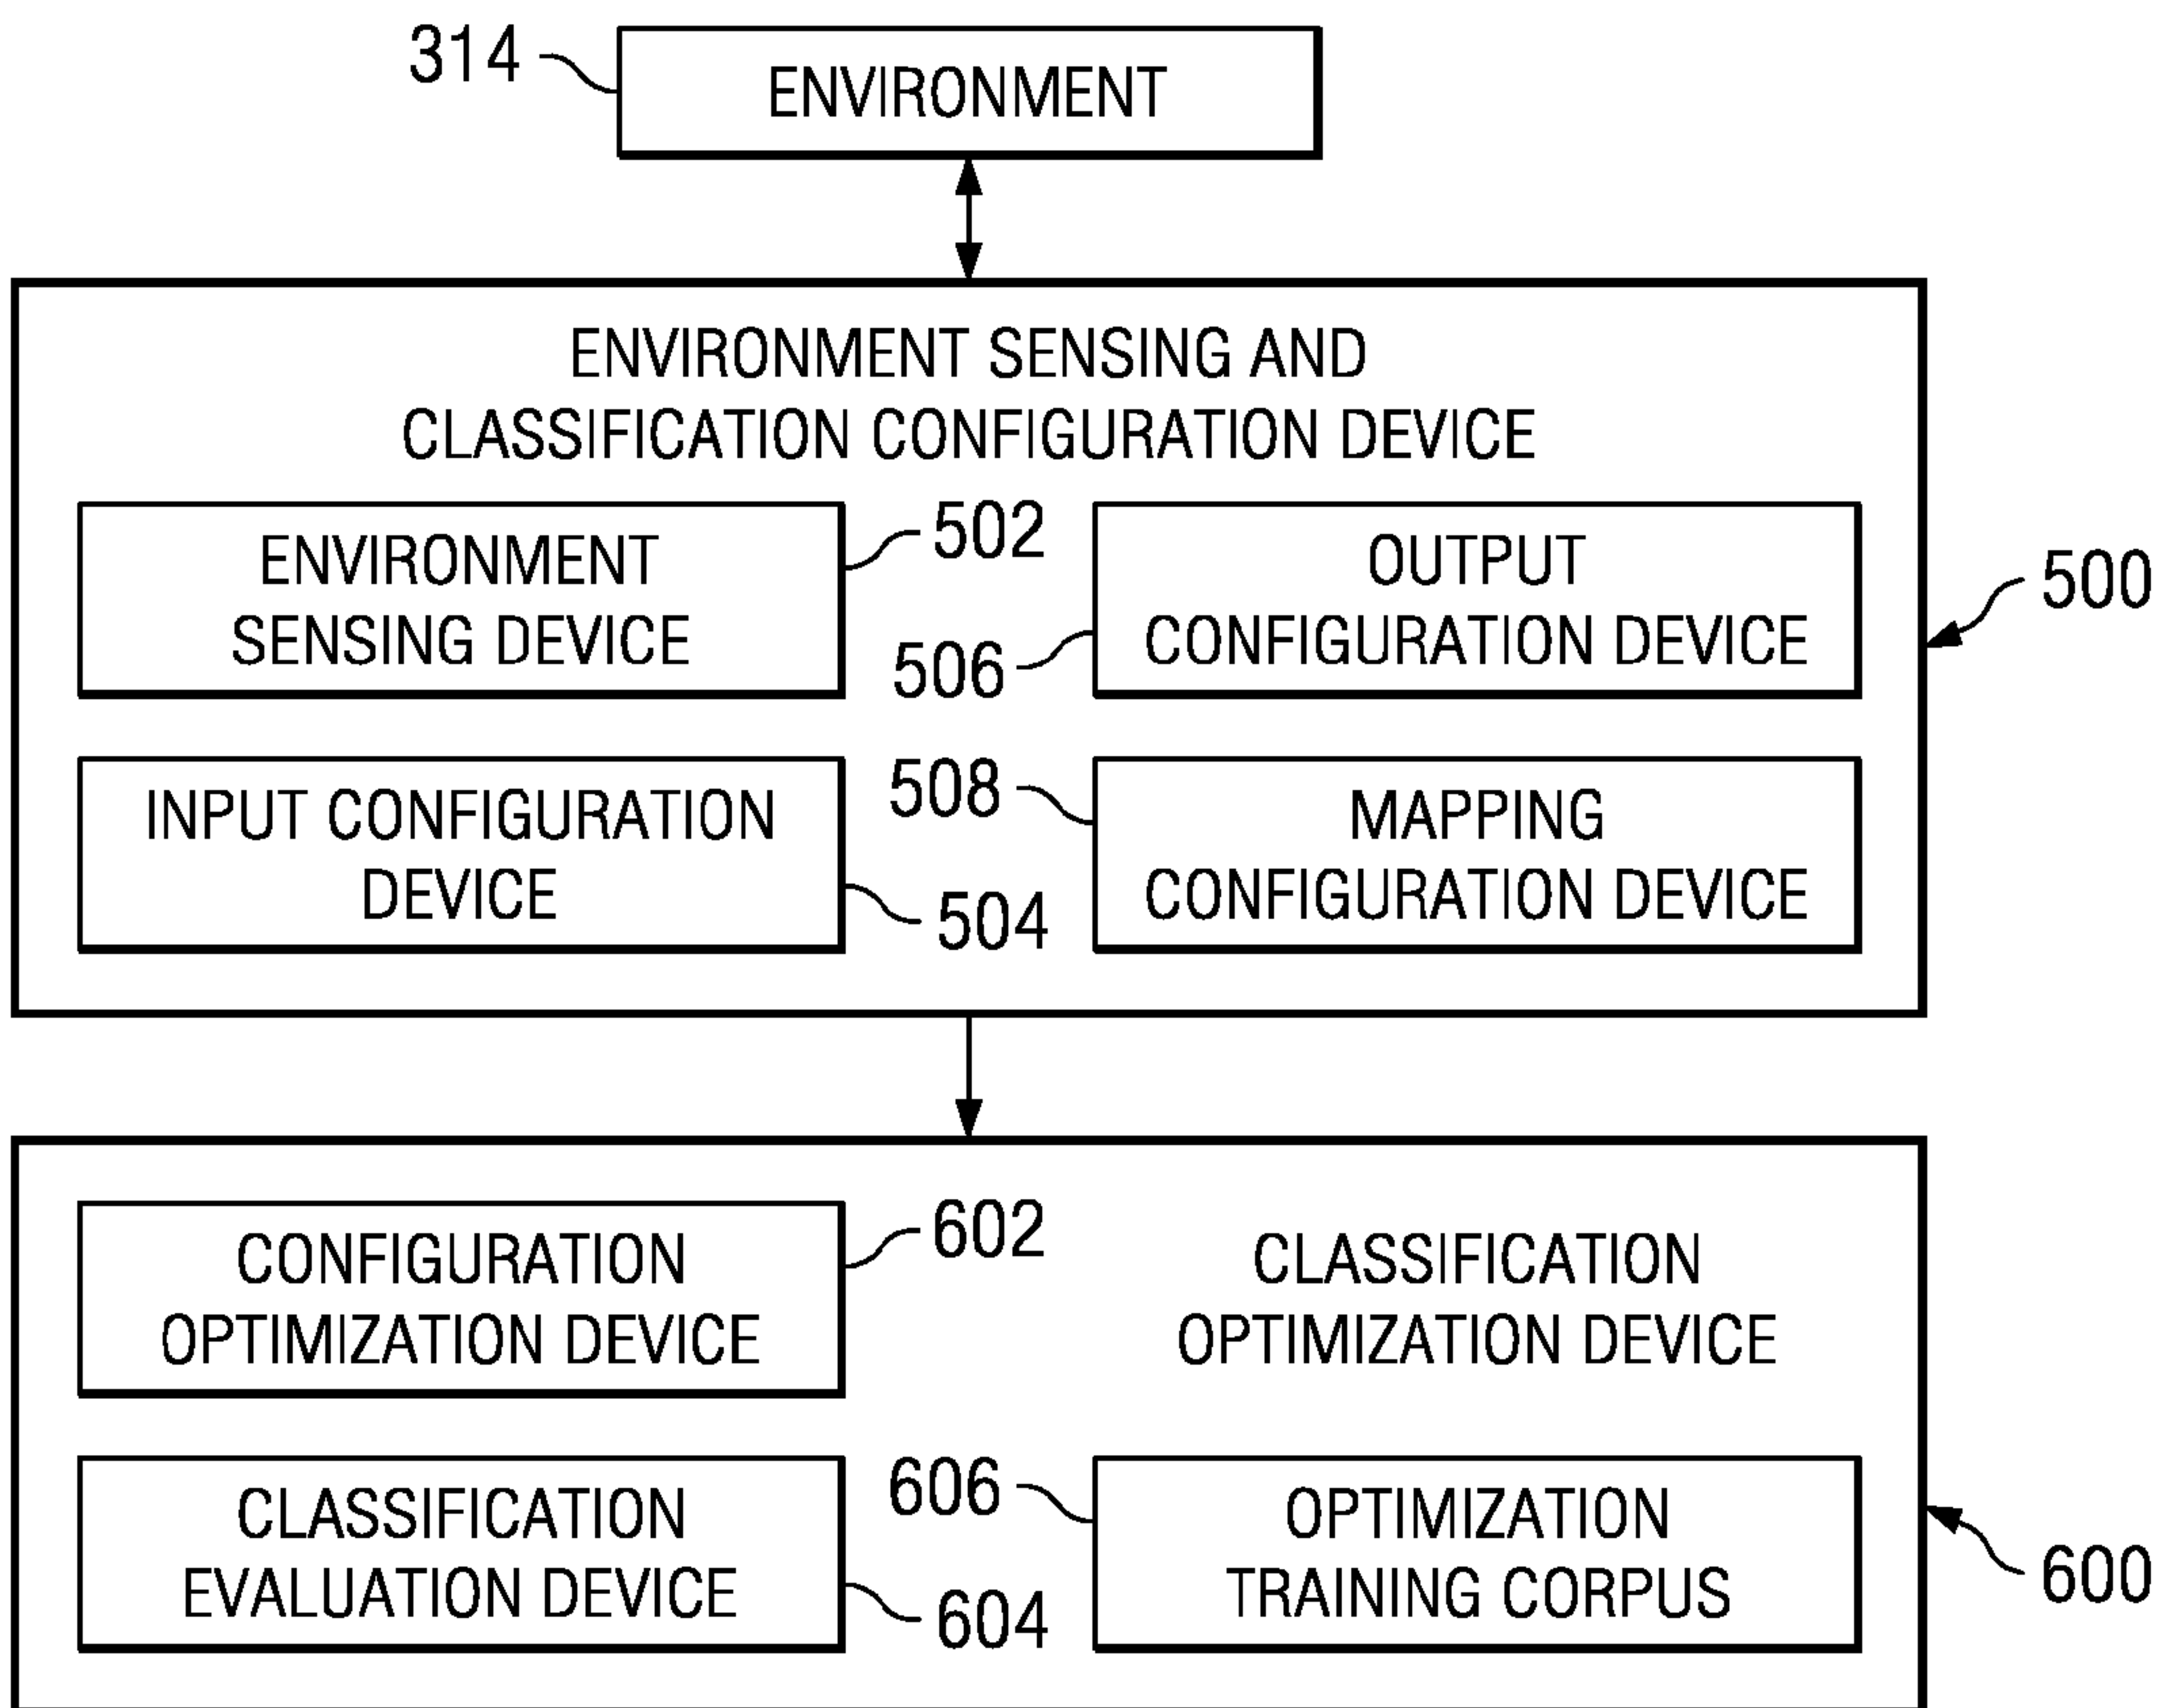 314
ENVIRONMENT
ENVIRONMENT SENSING AND
CLASSIFICATION CONFIGURATION DEVICE
ENVIRONMENT
SENSING DEVICE
502
OUTPUT
CONFIGURATION DEVICE
506
500
INPUT CONFIGURATION
DEVICE
504
508
MAPPING
CONFIGURATION DEVICE
CONFIGURATION
OPTIMIZATION DEVICE
602
CLASSIFICATION
OPTIMIZATION DEVICE
CLASSIFICATION
EVALUATION DEVICE
604
606
OPTIMIZATION
TRAINING CORPUS
600